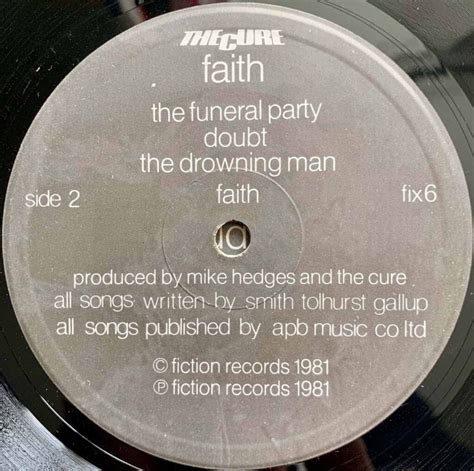 THE CURE
faith
the funeral party
doubt
the drowning man
side 2 faith fix6
produced by mike hedges and the cure
all songs written by smith tolhurst gallup
all songs published by apb music co ltd
© fiction records 1981
℗ fiction records 1981